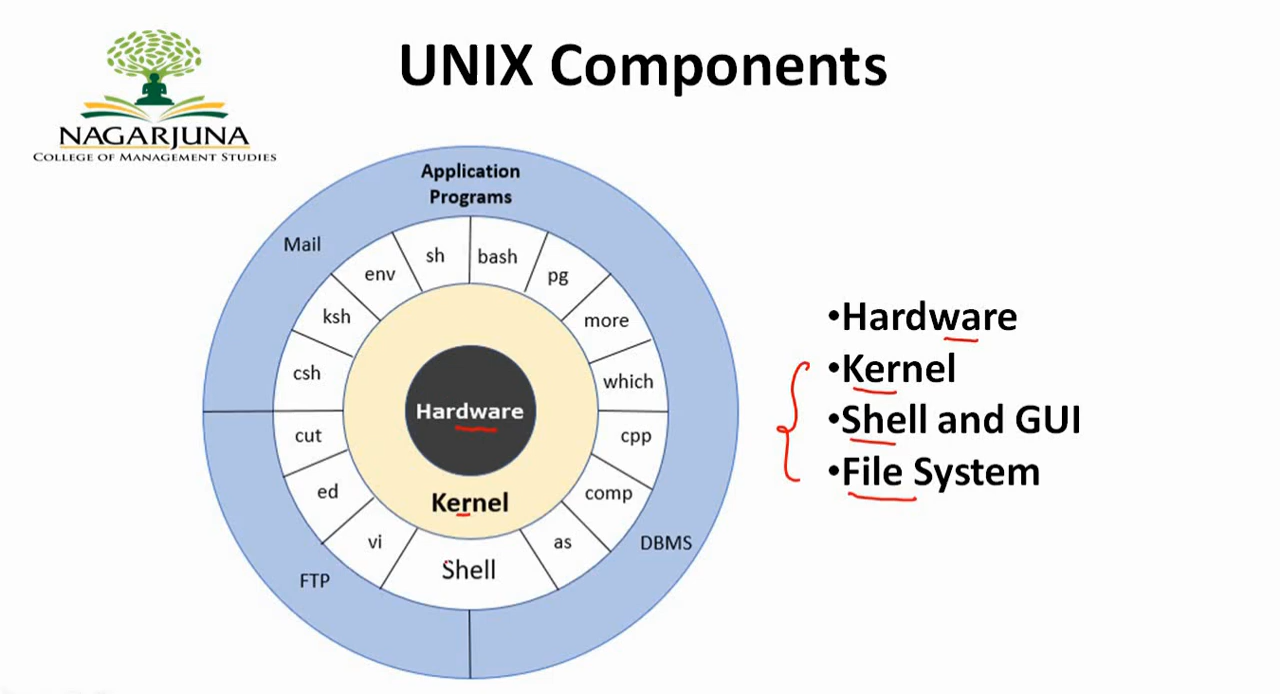 UNIX Components
NAGARJUNA
COLLEGE OF MANAGEMENT STUDIES
Application
Programs
Mail
env
sh
bash
pg
ksh
more
csh
which
Hardware
cut
cpp
ed
comp
Kernel
vi
as
Shell
DBMS
FTP
•Hardware
•Kernel
•Shell and GUI
•File System